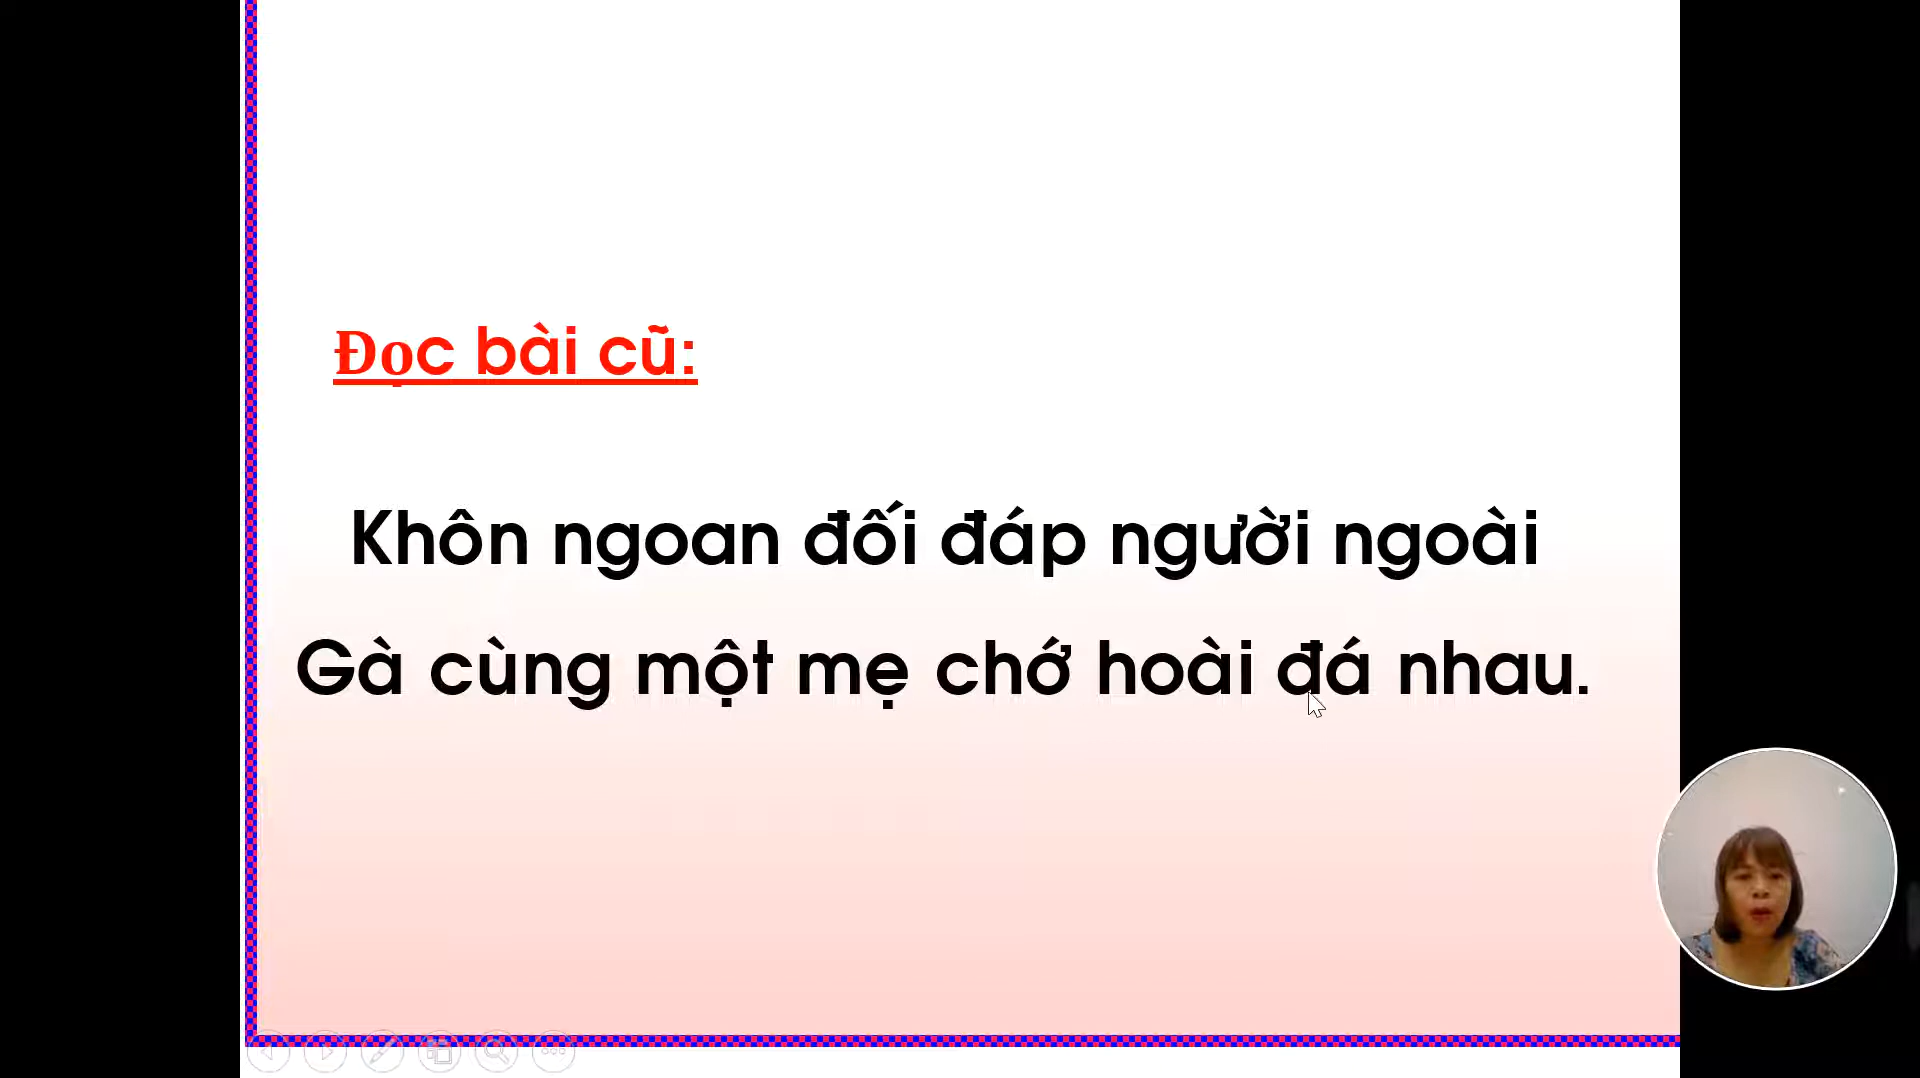 Đọc bài cũ:
Khôn ngoan đối đáp người ngoài
Gà cùng một mẹ chớ hoài đá nhau.